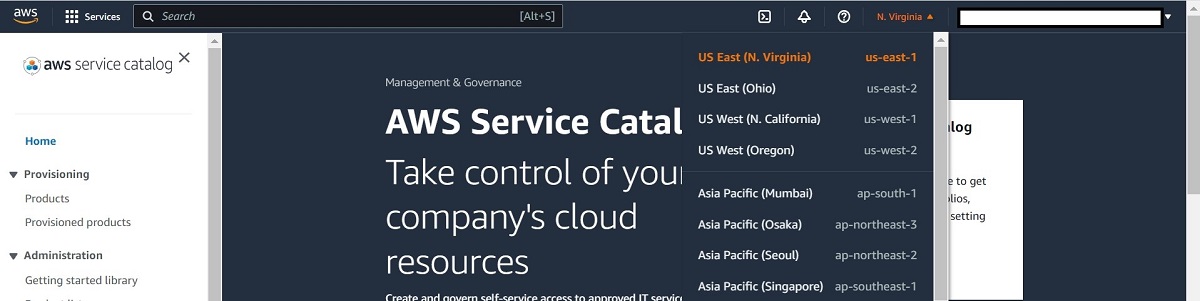 aws Services Search [Alt+S] N. Virginia
aws service catalog
Home
Provisioning
Products
Provisioned products
Administration
Getting started library
Management & Governance
AWS Service Catal
Take control of you
company's cloud
resources
Create and govern self-service access to approved IT service
US East (N. Virginia) us-east-1
US East (Ohio) us-east-2
US West (N. California) us-west-1
US West (Oregon) us-west-2
Asia Pacific (Mumbai) ap-south-1
Asia Pacific (Osaka) ap-northeast-3
Asia Pacific (Seoul) ap-northeast-2
Asia Pacific (Singapore) ap-southeast-1
alog
e to get
olios,
setting